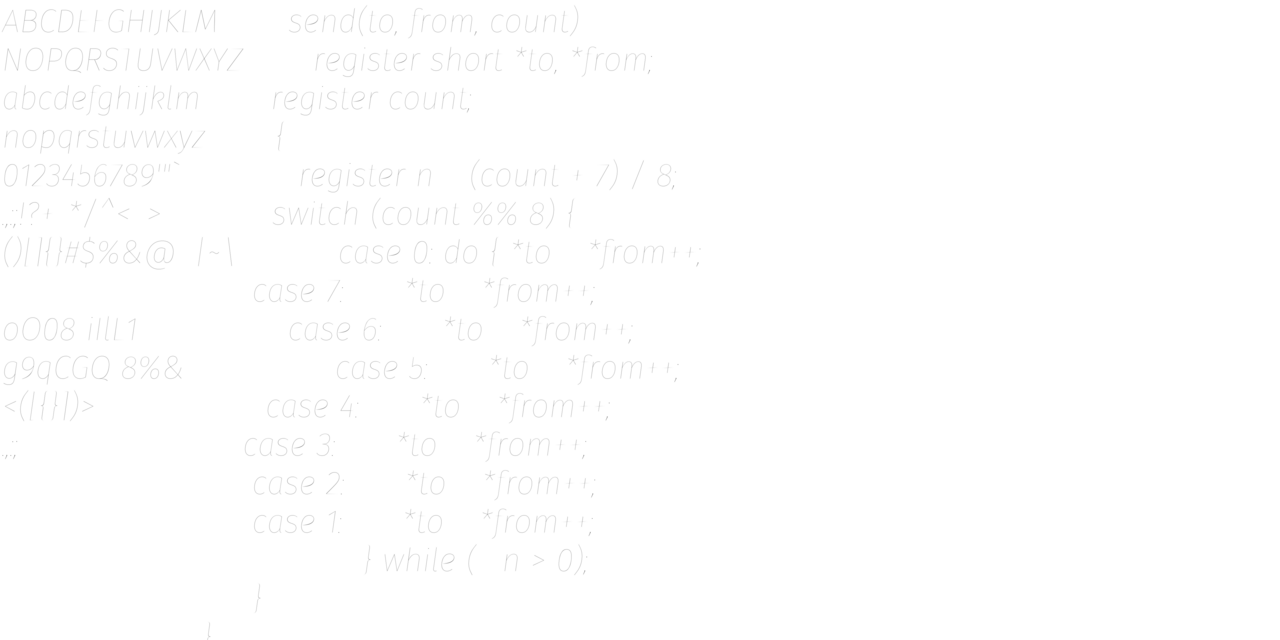 ABCDEFGHIJKLM send(to, from, count)
NOPQRSTUVWXYZ register short *to, *from;
abcdefghijklm register count;
nopqrstuvwxyz {
0123456789'"` register n (count + 7) / 8;
.,:;!?+ */^< > switch (count %% 8) {
()[]{}#$%&@ |~\ case 0: do { *to *from++;
case 7: *to *from++;
oO08 iIlL1 case 6: *to *from++;
g9qCGQ 8%& case 5: *to *from++;
<([{}])> case 4: *to *from++;
.,:; case 3: *to *from++;
case 2: *to *from++;
case 1: *to *from++;
} while ( n > 0);
}
}